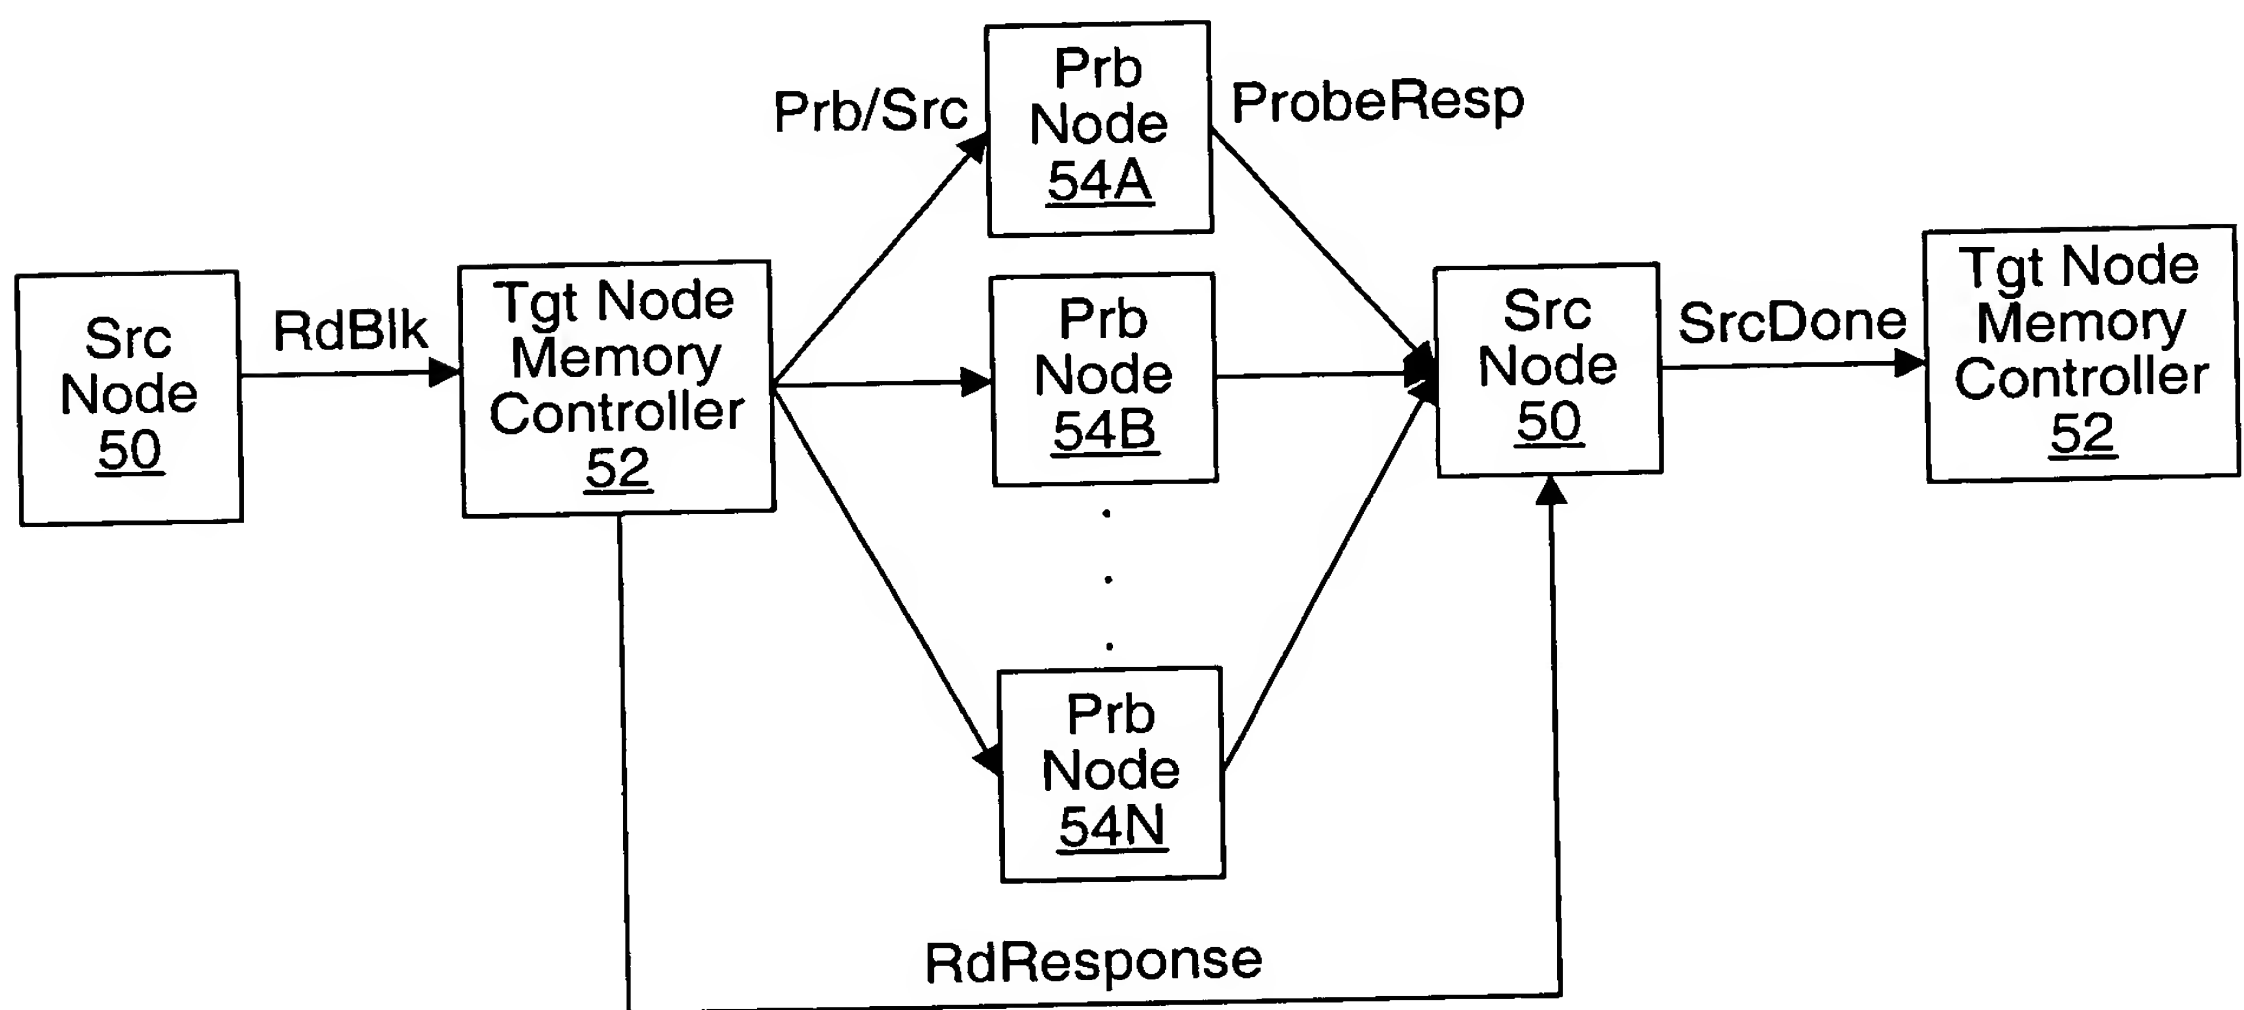 Prb
Node
54A
Prb/Src
ProbeResp
Src
Node
50
RdBlk
Tgt Node
Memory
Controller
52
Prb
Node
54B
Src
Node
50
SrcDone
Tgt Node
Memory
Controller
52
Prb
Node
54N
RdResponse